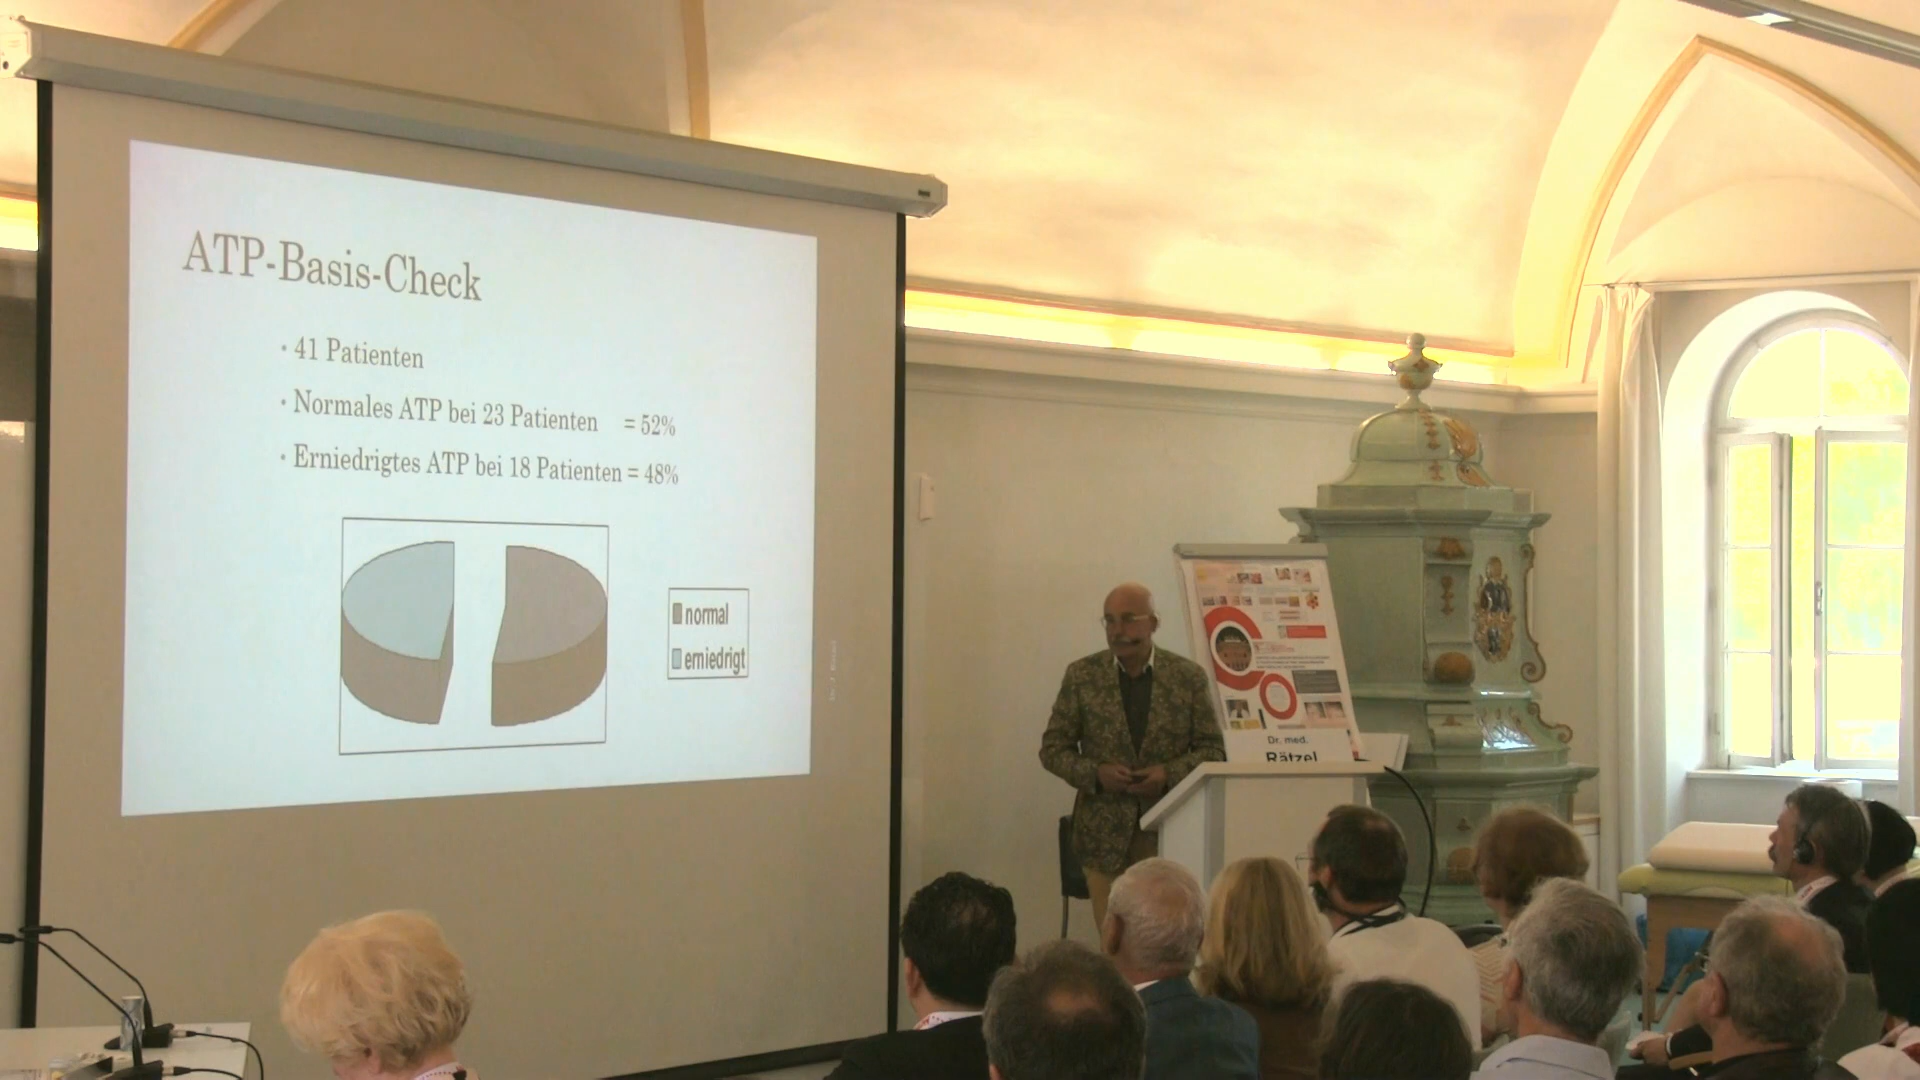 ATP-Basis-Check
• 41 Patienten
• Normales ATP bei 23 Patienten = 52%
• Erniedrigtes ATP bei 18 Patienten = 48%
normal
erniedrigt
Dr. med.
Rätzel